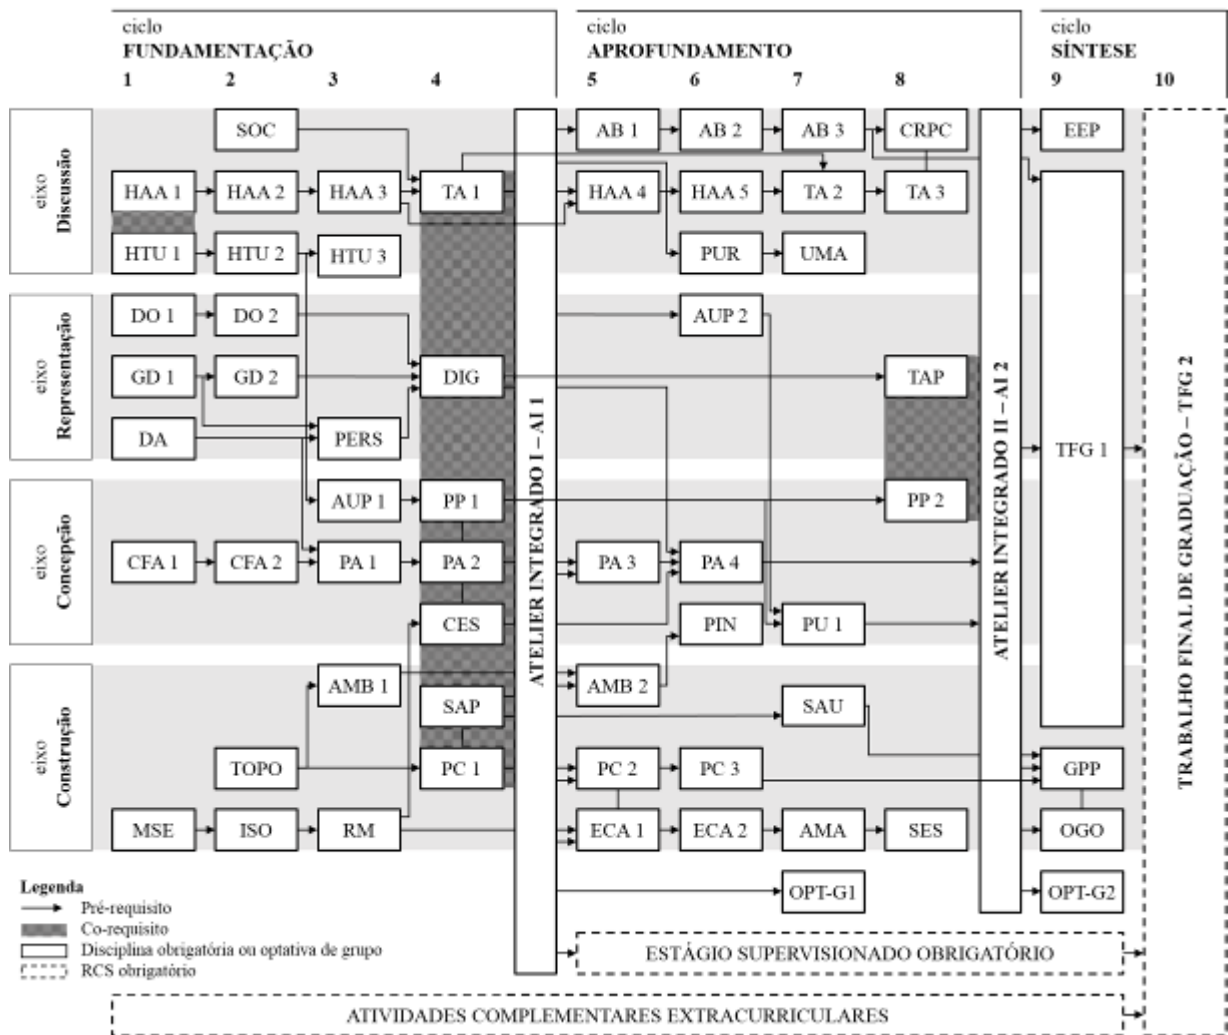 ciclo
FUNDAMENTAÇÃO
1 2 3 4
ciclo
APROFUNDAMENTO
5 6 7 8
ciclo
SÍNTESE
9 10
eixo
Discussão
SOC AB 1 AB 2 AB 3 CRPC EEP
HAA 1 HAA 2 HAA 3 TA 1 HAA 4 HAA 5 TA 2 TA 3
HTU 1 HTU 2 HTU 3 PUR UMA
eixo
Representação
DO 1 DO 2 AUP 2
GD 1 GD 2 DIG TAP
DA PERS
TFG 1
eixo
Concepção
AUP 1 PP 1 PP 2
CFA 1 CFA 2 PA 1 PA 2 PA 3 PA 4
CES PIN PU 1
eixo
Construção
AMB 1 AMB 2
SAP SAU
TOPO PC 1 PC 2 PC 3 GPP
MSE ISO RM ECA 1 ECA 2 AMA SES OGO
OPT-G1 OPT-G2
ATELIER INTEGRADO I – AI 1
ATELIER INTEGRADO II – AI 2
TRABALHO FINAL DE GRADUAÇÃO – TFG 2
Legenda
Pré-requisito
Co-requisito
Disciplina obrigatória ou optativa de grupo
RCS obrigatório
ESTÁGIO SUPERVISIONADO OBRIGATÓRIO
ATIVIDADES COMPLEMENTARES EXTRACURRICULARES